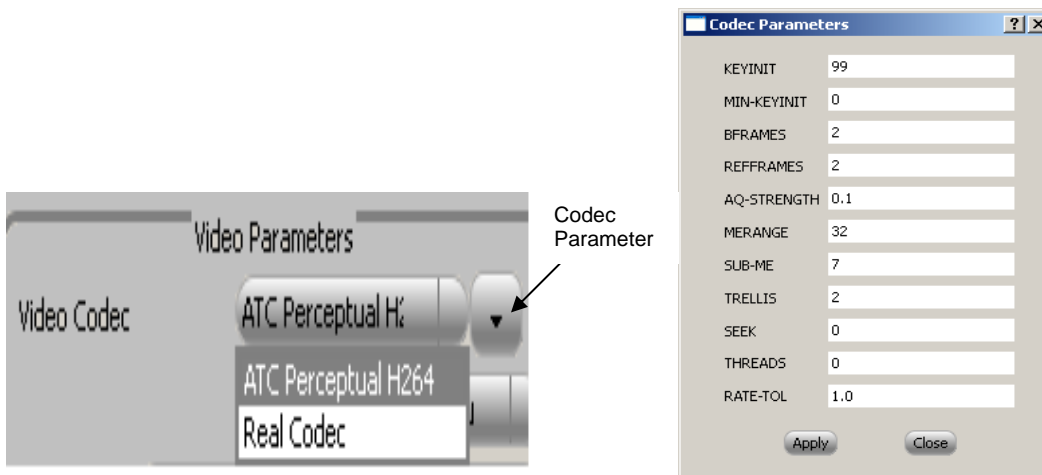 Video Parameters
Video Codec
ATC Perceptual H2
ATC Perceptual H264
Real Codec
Codec
Parameter
Codec Parameters
KEYINIT 99
MIN-KEYINIT 0
BFRAMES 2
REFFRAMES 2
AQ-STRENGTH 0.1
MERANGE 32
SUB-ME 7
TRELLIS 2
SEEK 0
THREADS 0
RATE-TOL 1.0
Apply Close